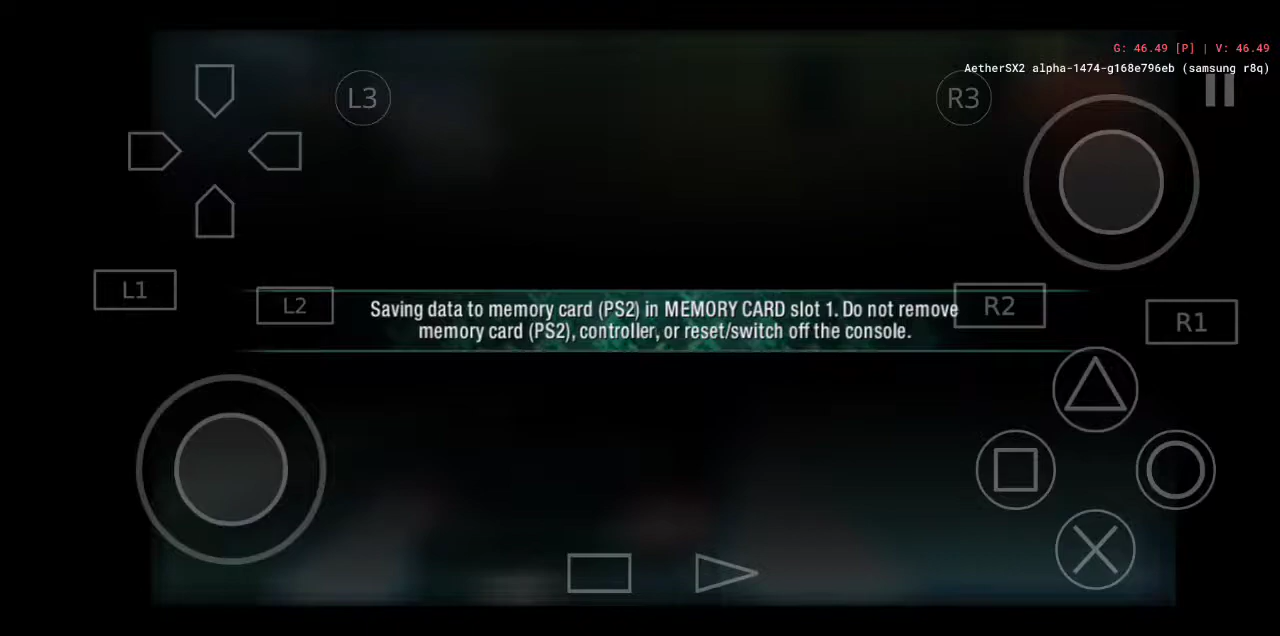 G: 46.49 [P] | V: 46.49
AetherSX2 alpha-1474-g168e796eb (samsung r8q)
L3
R3
L1
L2
R2
R1
Saving data to memory card (PS2) in MEMORY CARD slot 1. Do not remove
memory card (PS2), controller, or reset/switch off the console.